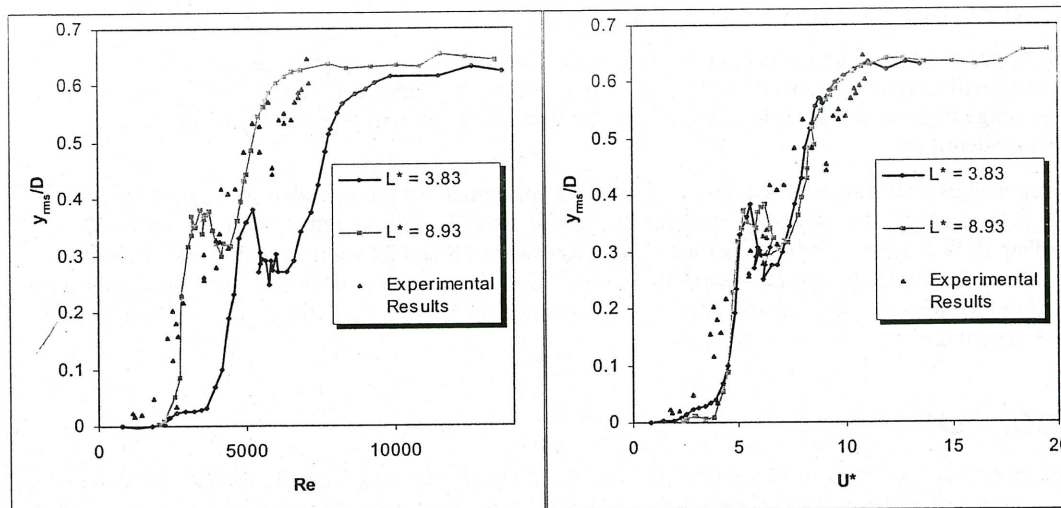 0.7
0.6
0.5
0.4
0.3
0.2
0.1
0
y_rms/D
0
5000
10000
Re
L* = 3.83
L* = 8.93
Experimental
Results
0.7
0.6
0.5
0.4
0.3
0.2
0.1
0
y_rms/D
0
5
10
15
20
U*
L* = 3.83
L* = 8.93
Experimental
Results